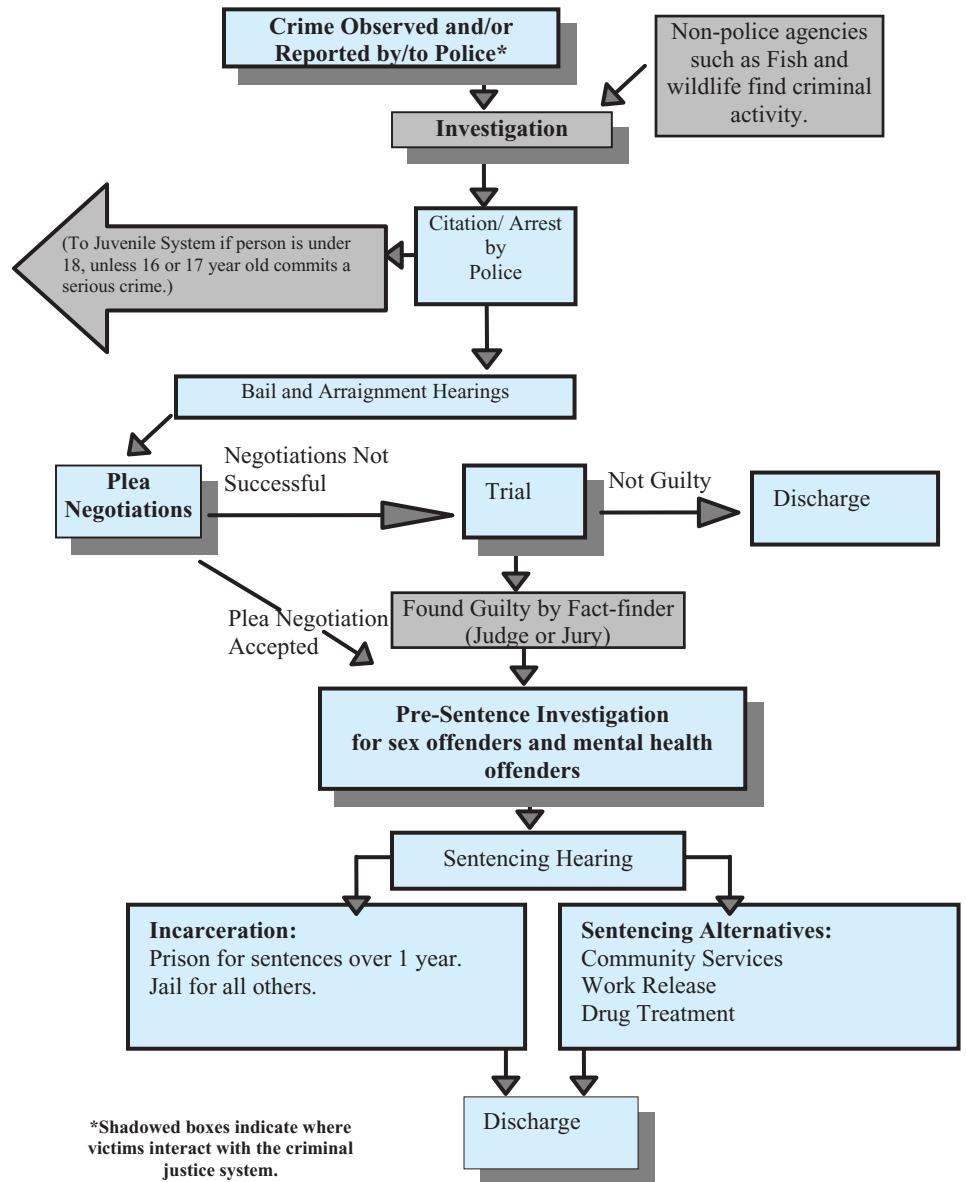 Crime Observed and/or
Reported by/to Police*
Non-police agencies
such as Fish and
wildlife find criminal
activity.
Investigation
Citation/ Arrest
by
Police
(To Juvenile System if person is under
18, unless 16 or 17 year old commits a
serious crime.)
Bail and Arraignment Hearings
Plea
Negotiations
Negotiations Not
Successful
Trial
Not Guilty
Discharge
Plea Negotiation
Accepted
Found Guilty by Fact-finder
(Judge or Jury)
Pre-Sentence Investigation
for sex offenders and mental health
offenders
Sentencing Hearing
Incarceration:
Prison for sentences over 1 year.
Jail for all others.
Sentencing Alternatives:
Community Services
Work Release
Drug Treatment
Discharge
*Shadowed boxes indicate where
victims interact with the criminal
justice system.